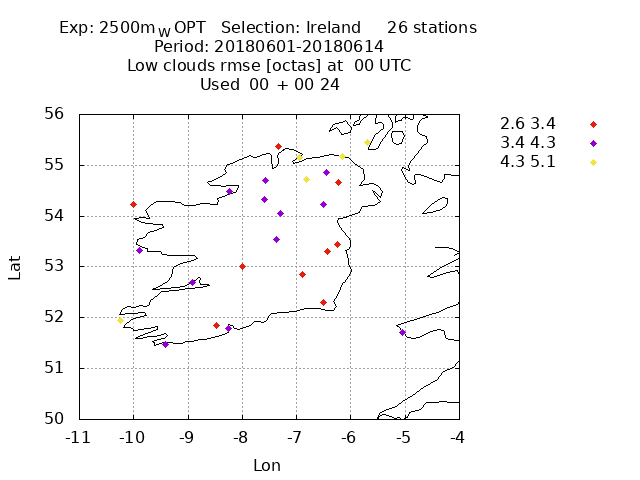 Exp: 2500m_W OPT   Selection: Ireland     26 stations
Period: 20180601-20180614
Low clouds rmse [octas] at  00 UTC
Used  00 + 00 24
2.6 3.4
3.4 4.3
4.3 5.1
56
55
54
53
52
51
50
Lat
-11 -10 -9 -8 -7 -6 -5 -4
Lon